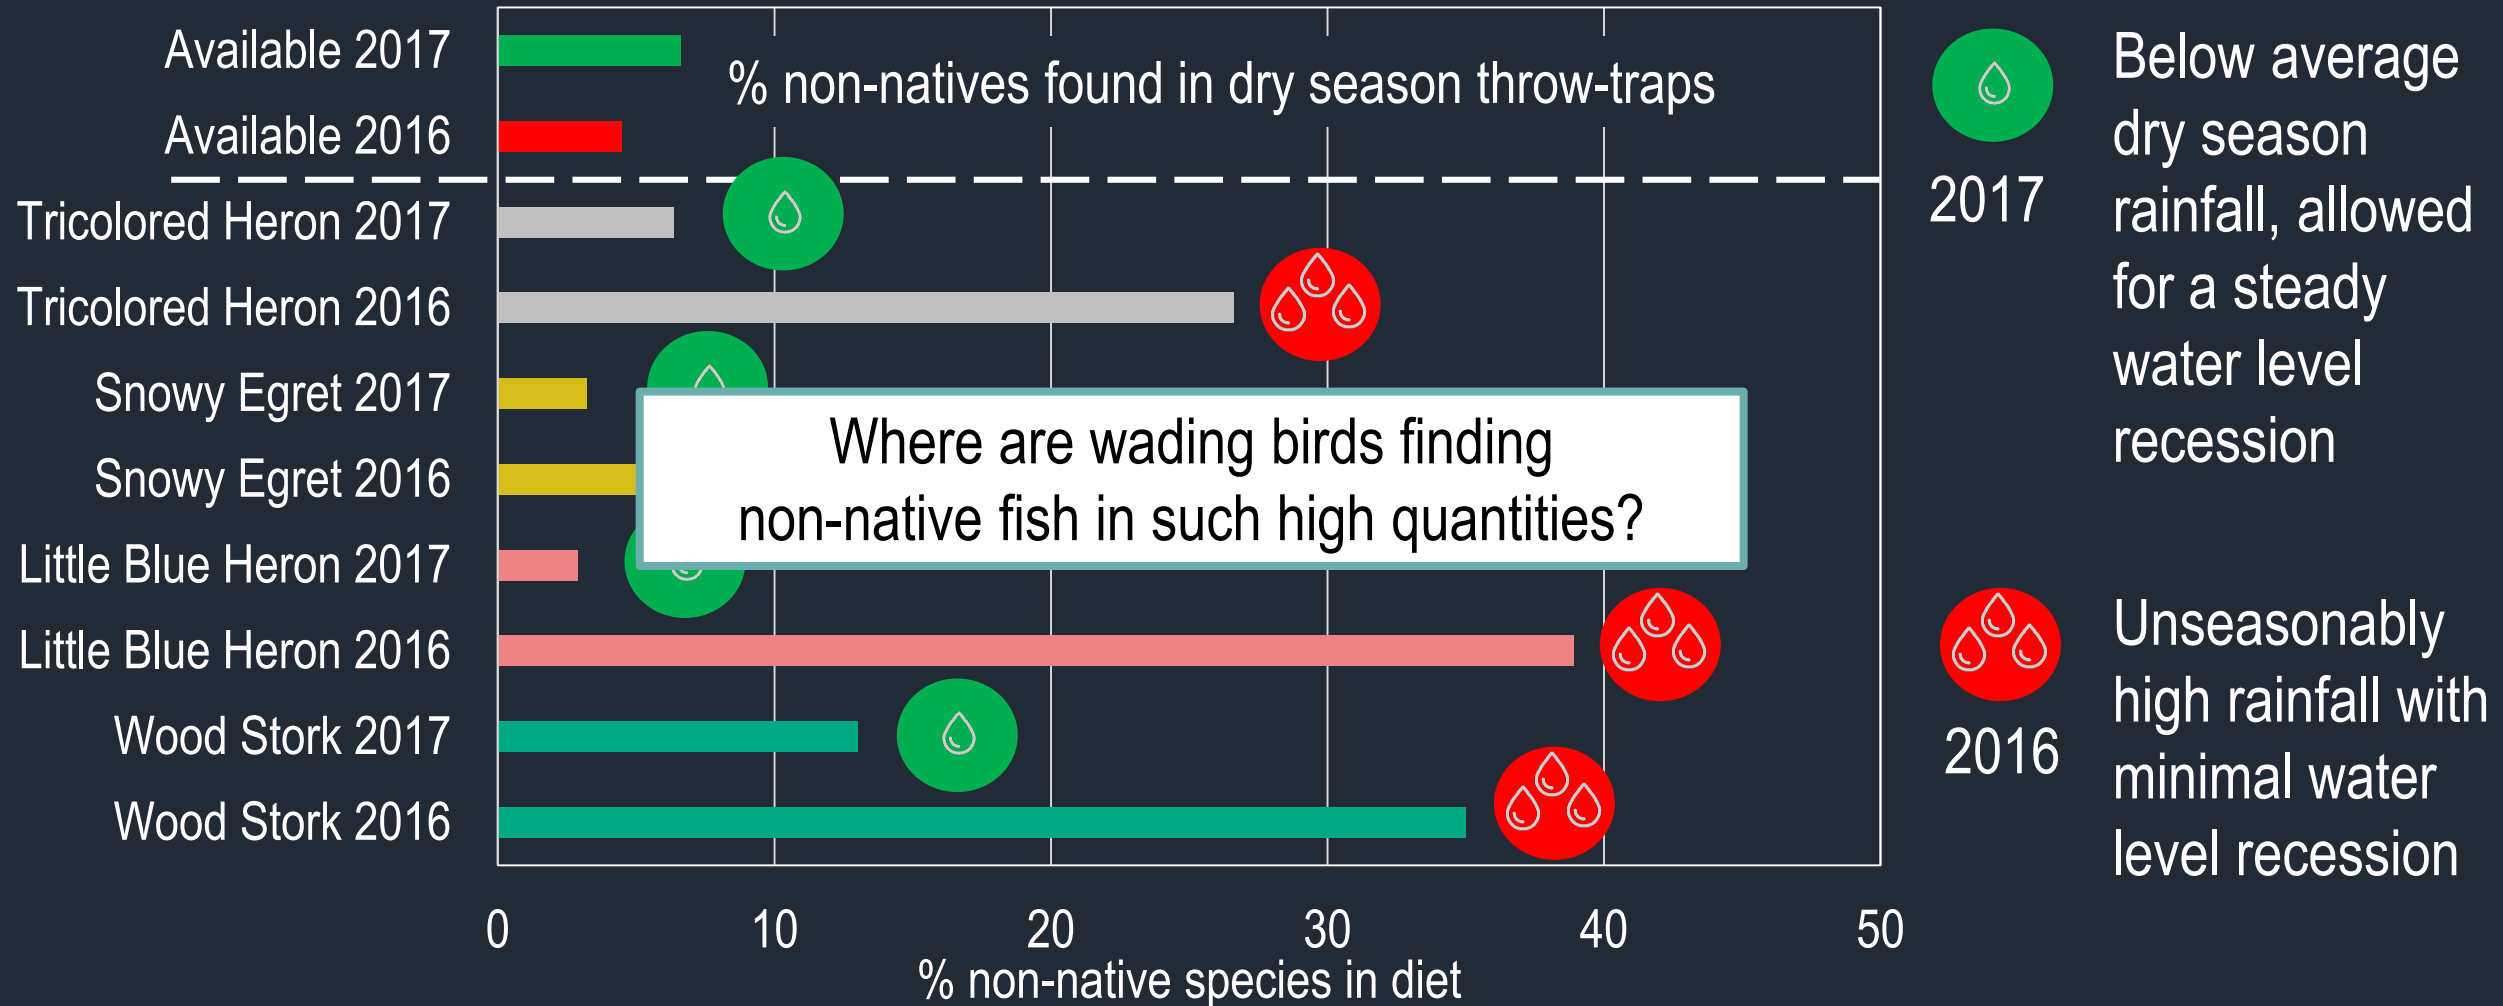 Available 2017
% non-natives found in dry season throw-traps
Available 2016
Tricolored Heron 2017
Tricolored Heron 2016
Snowy Egret 2017
Snowy Egret 2016
Little Blue Heron 2017
Little Blue Heron 2016
Wood Stork 2017
Wood Stork 2016
Where are wading birds finding
non-native fish in such high quantities?
0 10 20 30 40 50
% non-native species in diet
2017
Below average
dry season
rainfall, allowed
for a steady
water level
recession
2016
Unseasonably
high rainfall with
minimal water
level recession